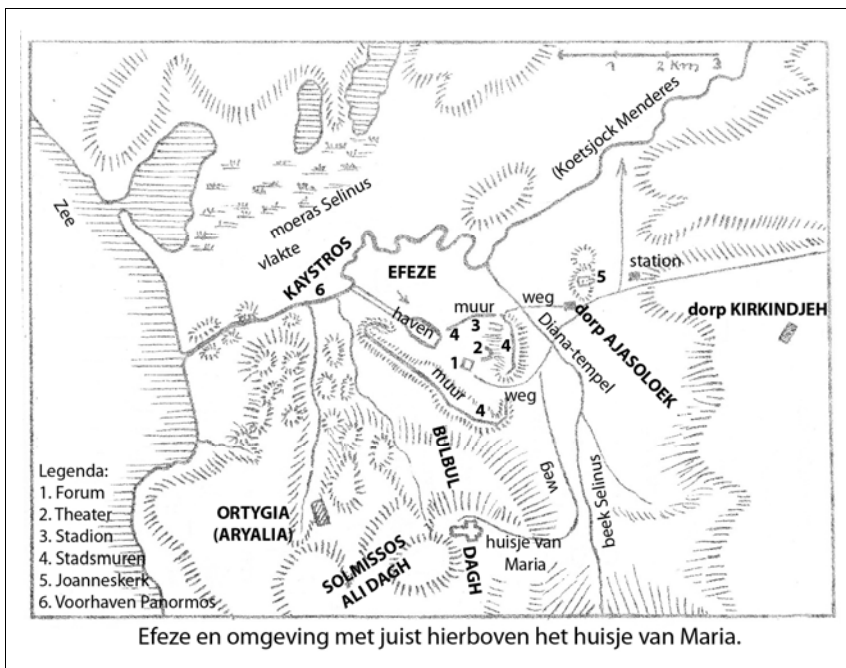 1 2 km 3
(Koetsjock Menderes
Zee
moeras Selinus
vlakte
KAYSTROS
6
EFEZE
haven
muur
weg
5
station
dorp KIRKINDJEH
dorp AJASOLOEK
Diana-tempel
4
3
2
4
1
muur
4
weg
BULBUL
weg
beek Selinus
Legenda:
1. Forum
2. Theater
3. Stadion
4. Stadsmuren
5. Joanneskerk
6. Voorhaven Panormos
ORTYGIA
(ARYALIA)
SOLMISSOS
ALI DAGH
DAGH
huisje van
Maria
Efeze en omgeving met juist hierboven het huisje van Maria.